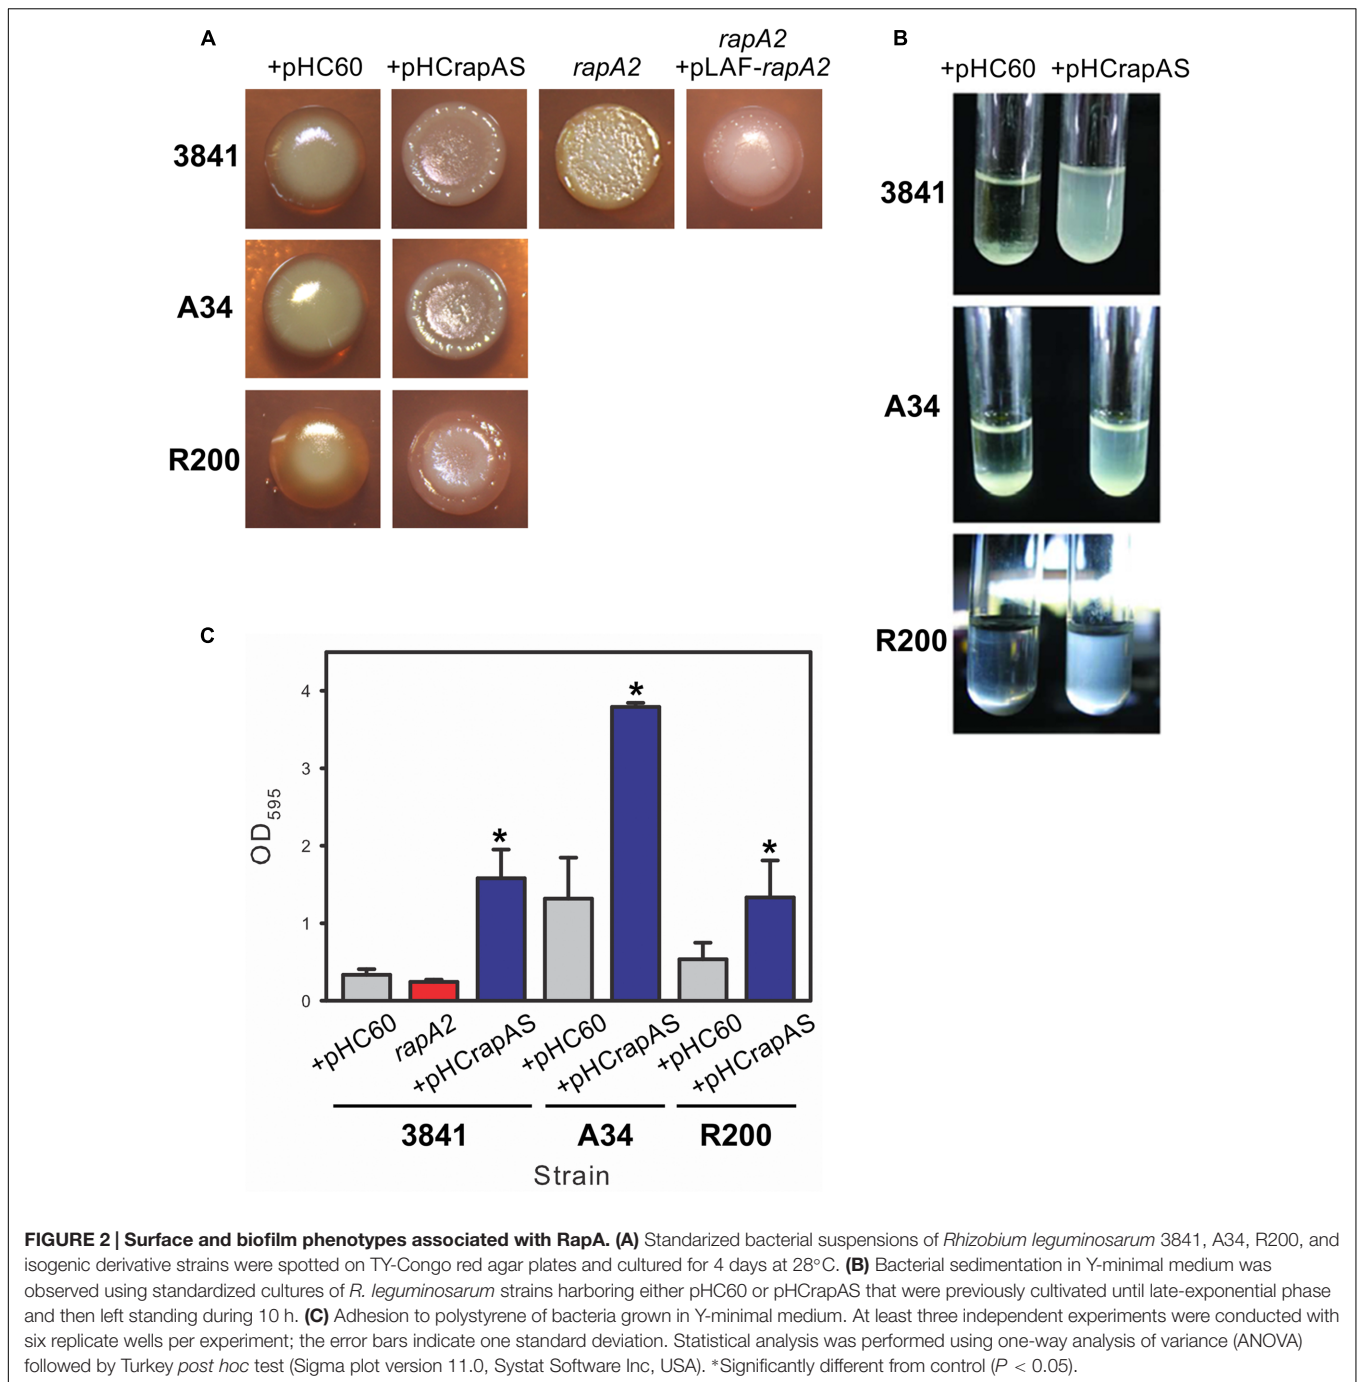 A
+pHC60 +pHCrapAS rapA2 rapA2
+pLAF-rapA2
3841
A34
R200
B
+pHC60 +pHCrapAS
3841
A34
R200
C
OD595
4
3
2
1
0
*
*
*
+pHC60 rapA2 +pHCrapAS +pHC60 +pHCrapAS +pHC60 +pHCrapAS
3841 A34 R200
Strain
FIGURE 2 | Surface and biofilm phenotypes associated with RapA. (A) Standarized bacterial suspensions of Rhizobium leguminosarum 3841, A34, R200, and
isogenic derivative strains were spotted on TY-Congo red agar plates and cultured for 4 days at 28°C. (B) Bacterial sedimentation in Y-minimal medium was
observed using standardized cultures of R. leguminosarum strains harboring either pHC60 or pHCrapAS that were previously cultivated until late-exponential phase
and then left standing during 10 h. (C) Adhesion to polystyrene of bacteria grown in Y-minimal medium. At least three independent experiments were conducted with
six replicate wells per experiment; the error bars indicate one standard deviation. Statistical analysis was performed using one-way analysis of variance (ANOVA)
followed by Turkey post hoc test (Sigma plot version 11.0, Systat Software Inc, USA). *Significantly different from control (P < 0.05).